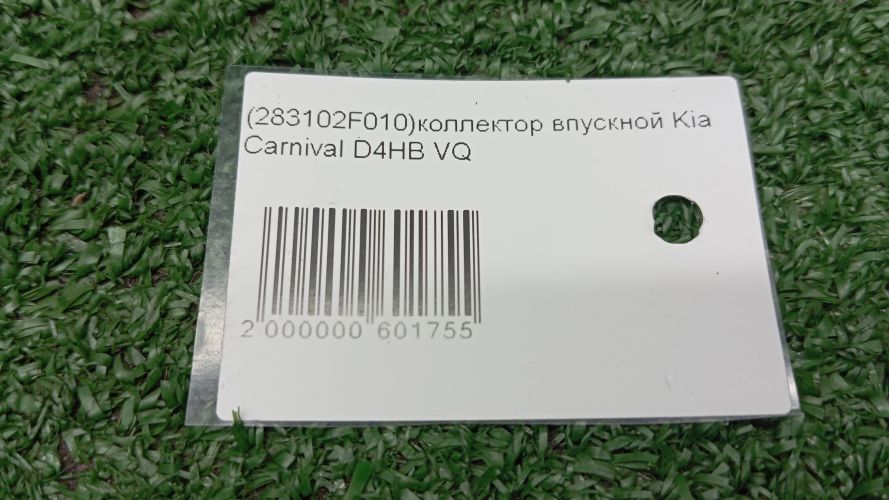 (283102F010)коллектор впускной Kia
Carnival D4HB VQ
2 000000 601755